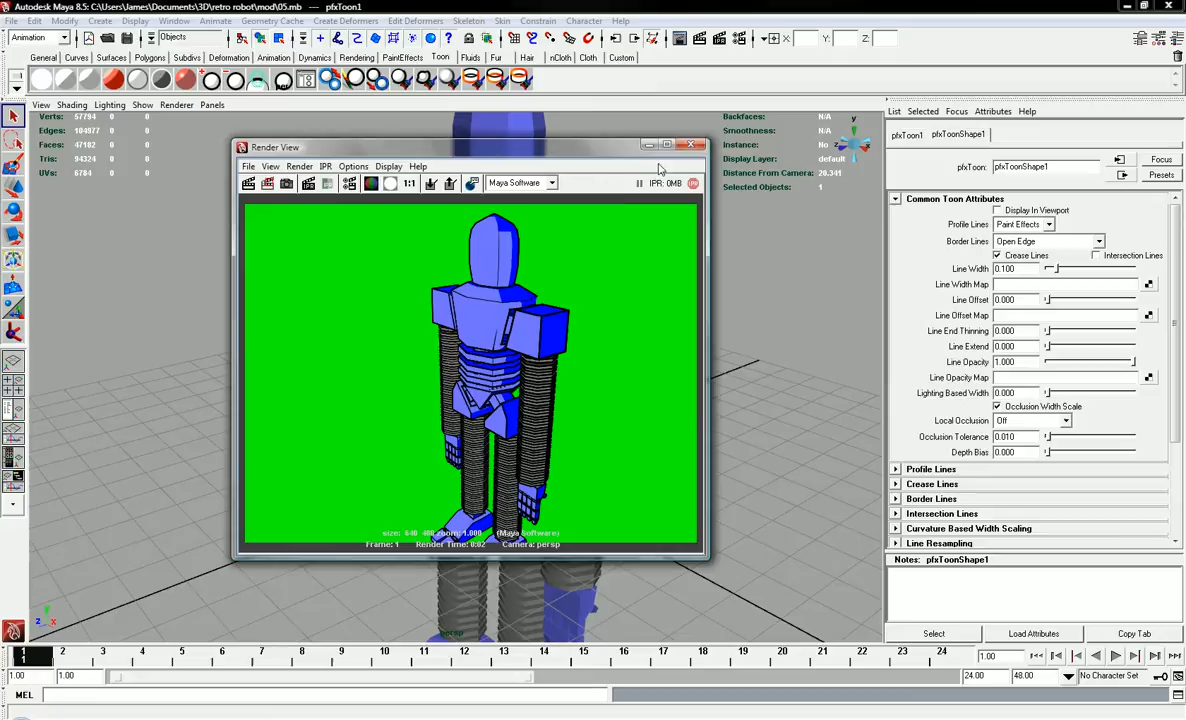 Autodesk Maya 8.5: C:\Users\James\Documents\3D\retro robot\mod\05.mb --- pfxToon1
File Edit Modify Create Display Window Animate Geometry Cache Create Deformers Edit Deformers Skeleton Skin Constraint Character Help
Animation Objects X: Y: Z:
General Curves Surfaces Polygons Subdivs Deformation Animation Dynamics Rendering PaintEffects Toon Fluids Fur Hair nCloth Cloth Custom
View Shading Lighting Show Renderer Panels
List Selected Focus Attributes Help
Verts: 57794 0 0
Edges: 104977 0 0
Faces: 47182 0 0
Tris: 94324 0 0
UVs: 6784 0 0
Backfaces: N/A
Smoothness: N/A
Instance: No
Display Layer: default
Distance From Camera: 20.341
Selected Objects: 1
y
z
Render View
File View Render IPR Options Display Help
1:1 Maya Software IPR: 0MB
size: 640 480 zoom: 1.000 (Maya Software)
Frame: 1 Render Time: 0:02 Camera: persp
persp
Y
Z X
pfxToon1 pfxToonShape1
pfxToon: pfxToonShape1 Focus
Presets
Common Toon Attributes
Display In Viewport
Profile Lines Paint Effects
Border Lines Open Edge
Crease Lines Intersection Lines
Line Width 0.100
Line Width Map
Line Offset 0.000
Line Offset Map
Line End Thinning 0.000
Line Extend 0.000
Line Opacity 1.000
Line Opacity Map
Lighting Based Width 0.000
Occlusion Width Scale
Local Occlusion Off
Occlusion Tolerance 0.010
Depth Bias 0.000
Profile Lines
Crease Lines
Border Lines
Intersection Lines
Curvature Based Width Scaling
Line Resampling
Notes: pfxToonShape1
Select Load Attributes Copy Tab
1 2 3 4 5 6 7 8 9 10 11 12 13 14 15 16 17 18 19 20 21 22 23 24
1 1.00
1.00 1.00 24.00 48.00 No Character Set
MEL